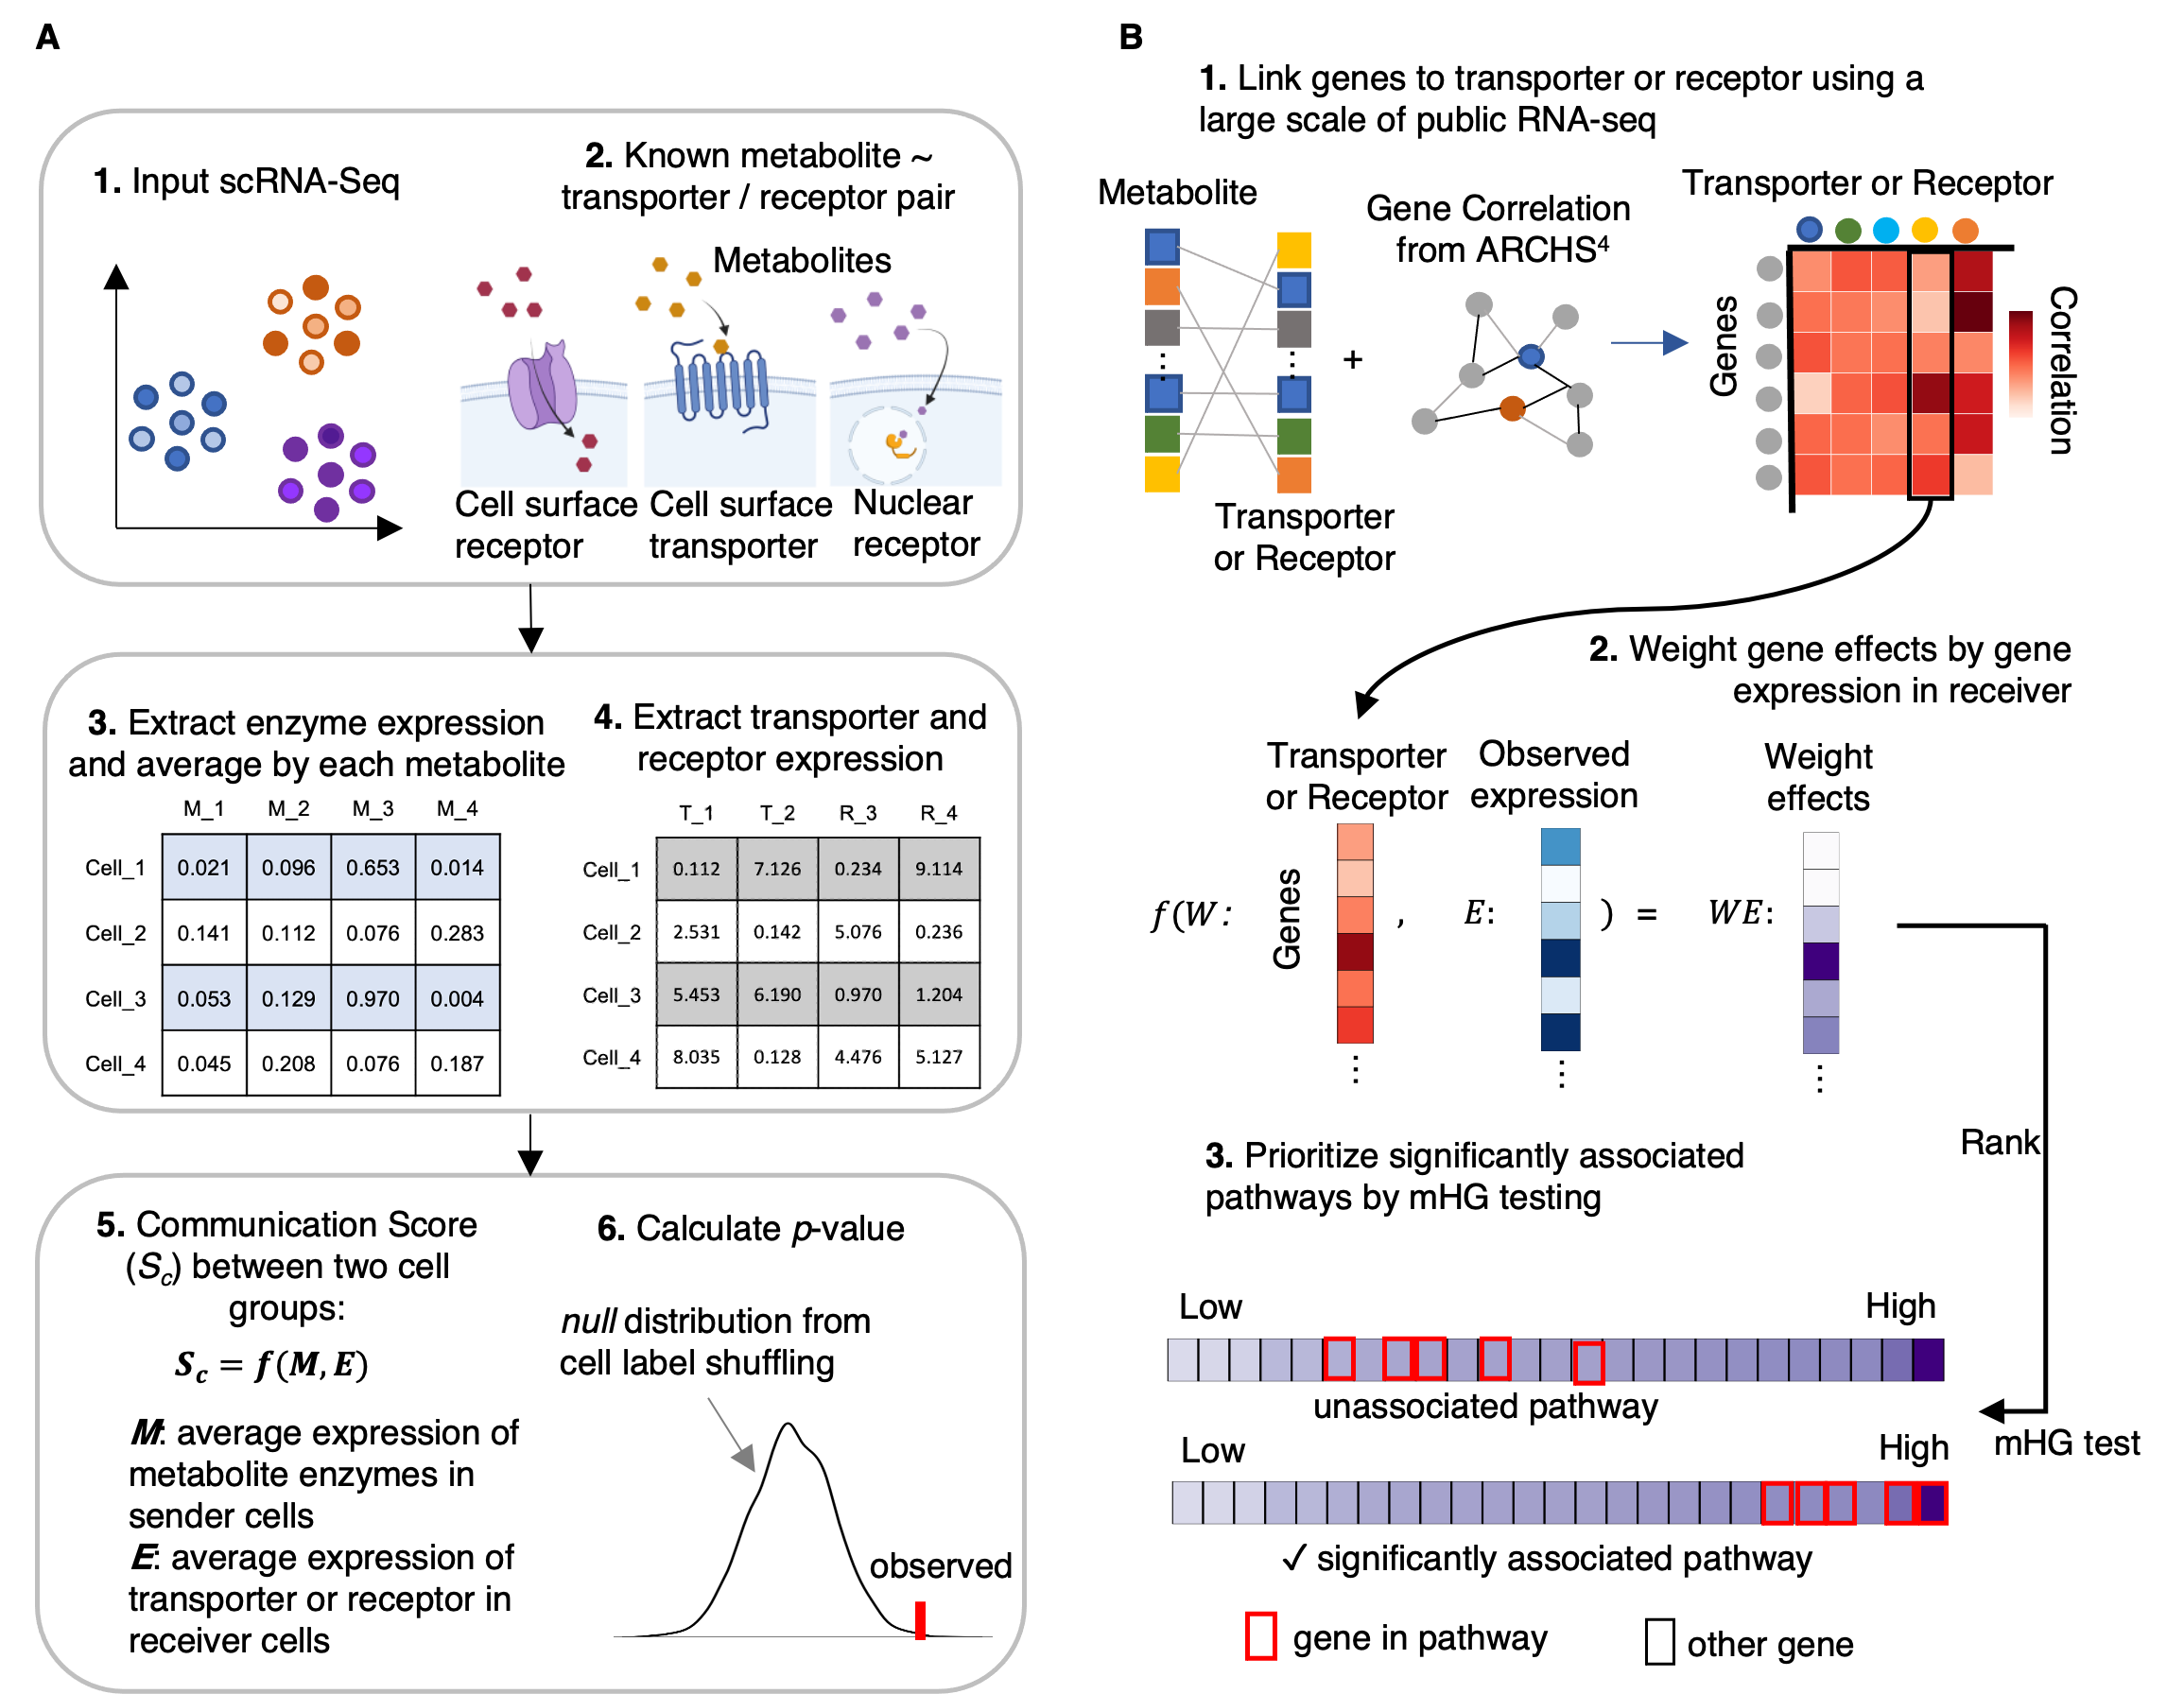 A
1. Input scRNA-Seq
2. Known metabolite ~
transporter / receptor pair
Metabolites
Cell surface
receptor
Cell surface
transporter
Nuclear
receptor
3. Extract enzyme expression
and average by each metabolite
M_1 M_2 M_3 M_4
Cell_1 0.021 0.096 0.653 0.014
Cell_2 0.141 0.112 0.076 0.283
Cell_3 0.053 0.129 0.970 0.004
Cell_4 0.045 0.208 0.076 0.187
4. Extract transporter and
receptor expression
T_1 T_2 R_3 R_4
Cell_1 0.112 7.126 0.234 9.114
Cell_2 2.531 0.142 5.076 0.236
Cell_3 5.453 6.190 0.970 1.204
Cell_4 8.035 0.128 4.476 5.127
5. Communication Score
(Sc) between two cell
groups:
Sc = f(M, E)
M: average expression of
metabolite enzymes in
sender cells
E: average expression of
transporter or receptor in
receiver cells
6. Calculate p-value
null distribution from
cell label shuffling
observed
B
1. Link genes to transporter or receptor using a
large scale of public RNA-seq
Metabolite
Transporter
or Receptor
+
Gene Correlation
from ARCHS⁴
Transporter or Receptor
Genes
Correlation
2. Weight gene effects by gene
expression in receiver
Transporter
or Receptor
Observed
expression
Weight
effects
f(W: Genes , E: ) = WE:
Rank
3. Prioritize significantly associated
pathways by mHG testing
Low High
unassociated pathway
mHG test
Low High
✓ significantly associated pathway
gene in pathway other gene